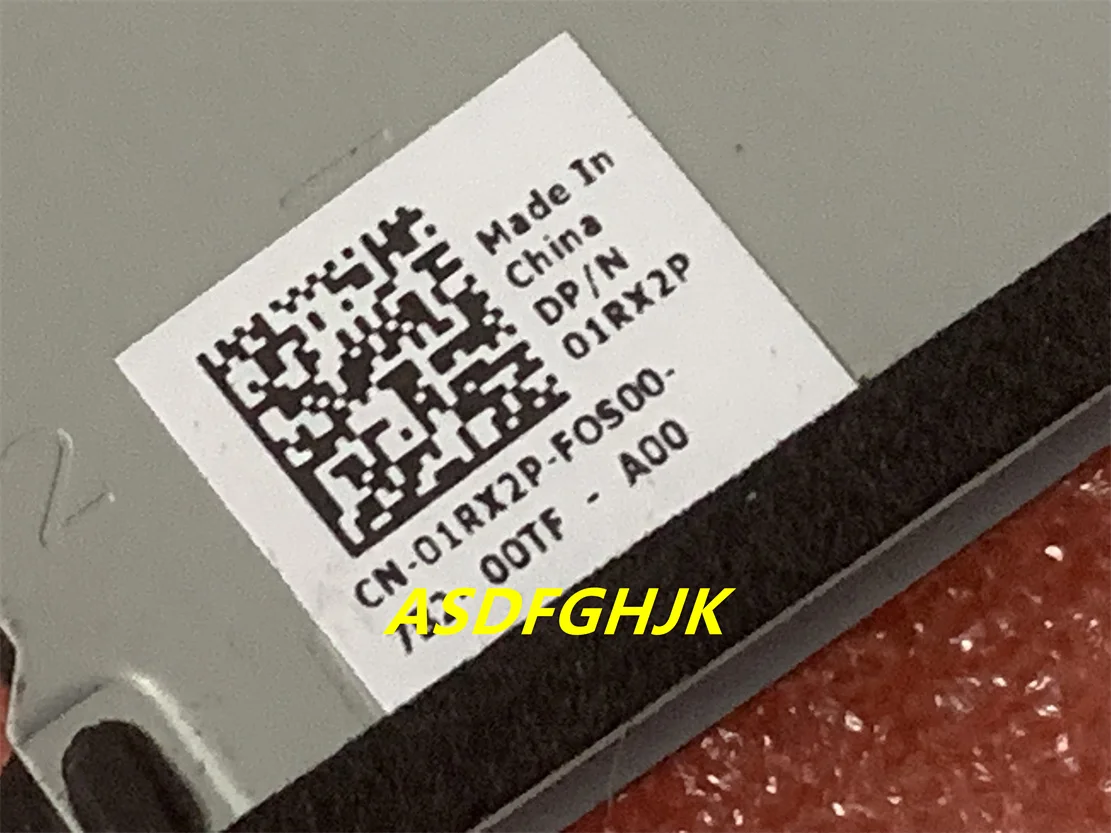 Made In
China
DP/N
01RX2P
CN-01RX2P-FOS00-
00TF - A00
ASDFGHJK